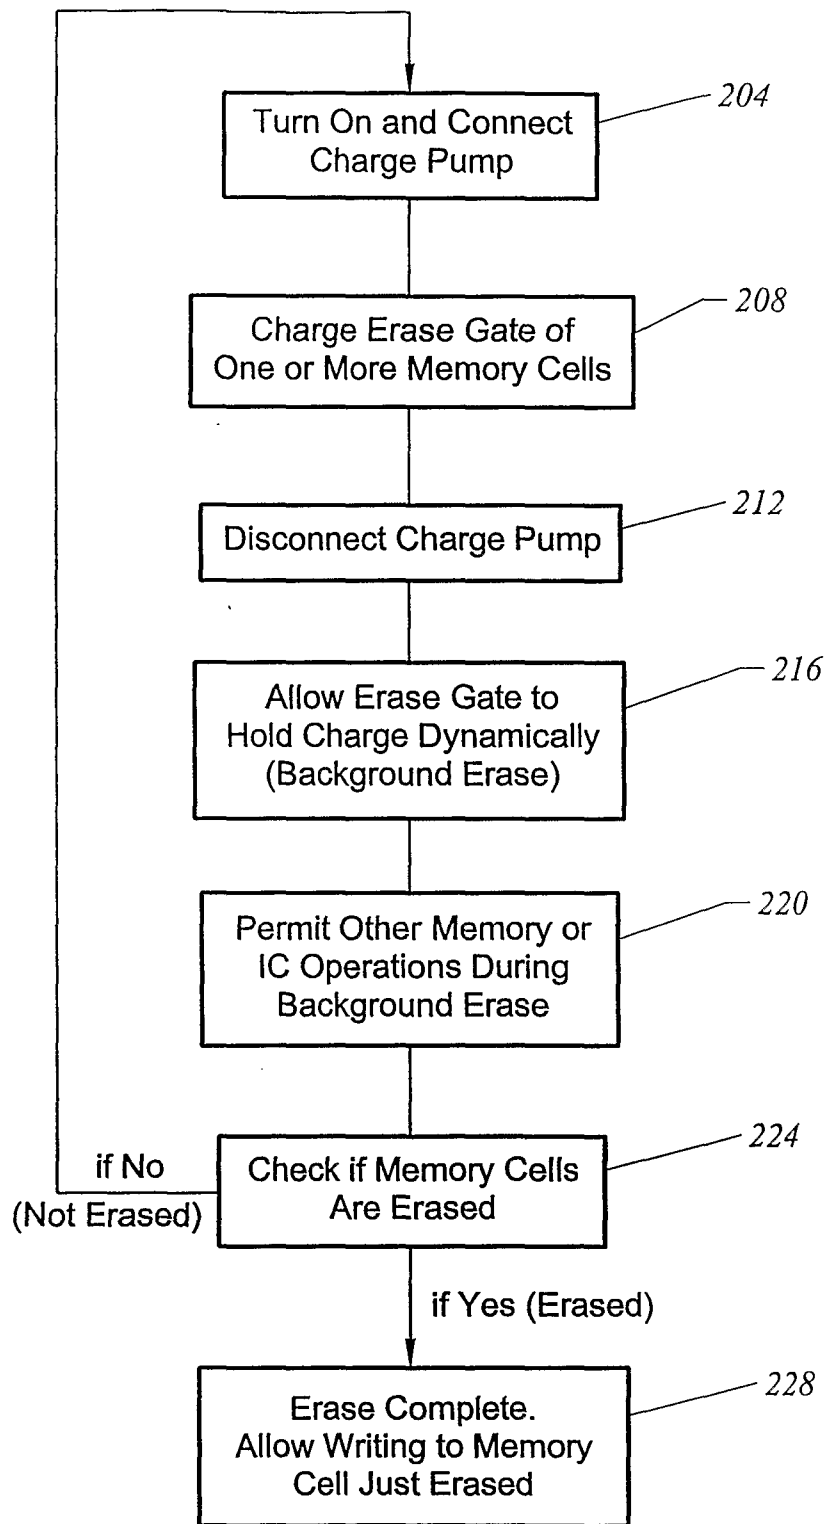 204
Turn On and Connect
Charge Pump
208
Charge Erase Gate of
One or More Memory Cells
212
Disconnect Charge Pump
216
Allow Erase Gate to
Hold Charge Dynamically
(Background Erase)
220
Permit Other Memory or
IC Operations During
Background Erase
224
if No
(Not Erased)
Check if Memory Cells
Are Erased
if Yes (Erased)
228
Erase Complete.
Allow Writing to Memory
Cell Just Erased